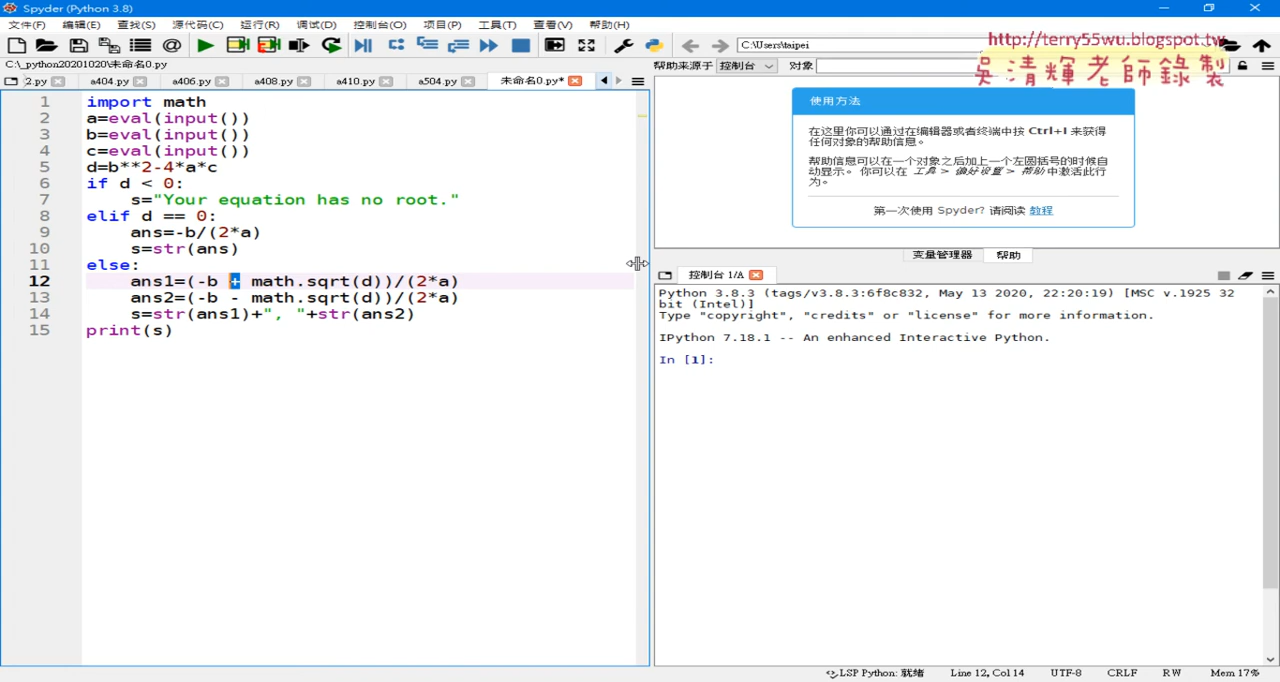 Spyder (Python 3.8)
文件(F) 编辑(E) 查找(S) 源代码(C) 运行(R) 调试(D) 控制台(O) 项目(P) 工具(T) 查看(V) 帮助(H)
C:\Users\taipei
http://terry55wu.blogspot.tw
吳清輝老師錄製
C:\_python20201020\未命名0.py
帮助来源于 控制台 对象
2.py a404.py a406.py a408.py a410.py a504.py 未命名0.py*
1 import math
2 a=eval(input())
3 b=eval(input())
4 c=eval(input())
5 d=b**2-4*a*c
6 if d < 0:
7 s="Your equation has no root."
8 elif d == 0:
9 ans=-b/(2*a)
10 s=str(ans)
11 else:
12 ans1=(-b + math.sqrt(d))/(2*a)
13 ans2=(-b - math.sqrt(d))/(2*a)
14 s=str(ans1)+", "+str(ans2)
15 print(s)
使用方法
在这里你可以通过在编辑器或者终端中按 Ctrl+I 来获得
任何对象的帮助信息。
帮助信息可以在一个对象之后加上一个左圆括号的时候自
动显示。 你可以在 工具 > 偏好设置 > 帮助 中激活此行
为。
第一次使用 Spyder? 请阅读 教程
变量管理器 帮助
控制台 1/A
Python 3.8.3 (tags/v3.8.3:6f8c832, May 13 2020, 22:20:19) [MSC v.1925 32
bit (Intel)]
Type "copyright", "credits" or "license" for more information.
IPython 7.18.1 -- An enhanced Interactive Python.
In [1]:
LSP Python: 就绪 Line 12, Col 14 UTF-8 CRLF RW Mem 17%